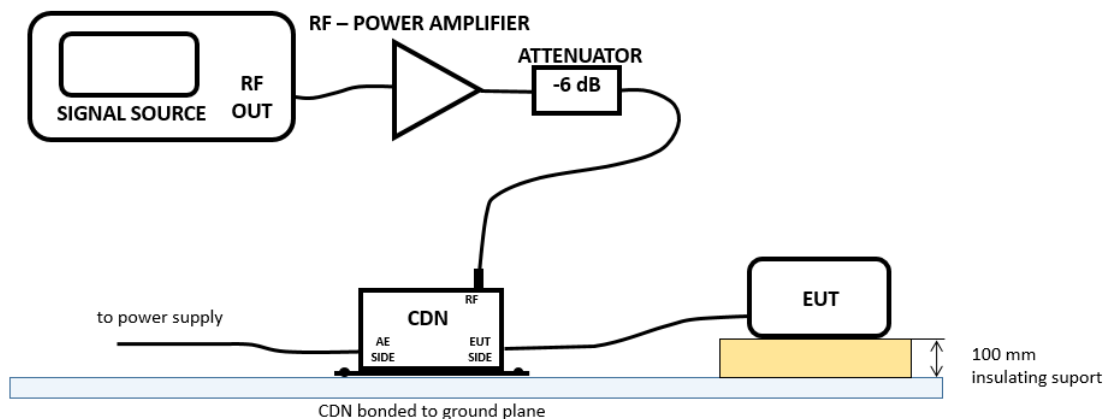 RF – POWER AMPLIFIER
ATTENUATOR
-6 dB
RF
OUT
SIGNAL SOURCE
RF
CDN
AE
SIDE
EUT
SIDE
to power supply
EUT
100 mm
insulating suport
CDN bonded to ground plane